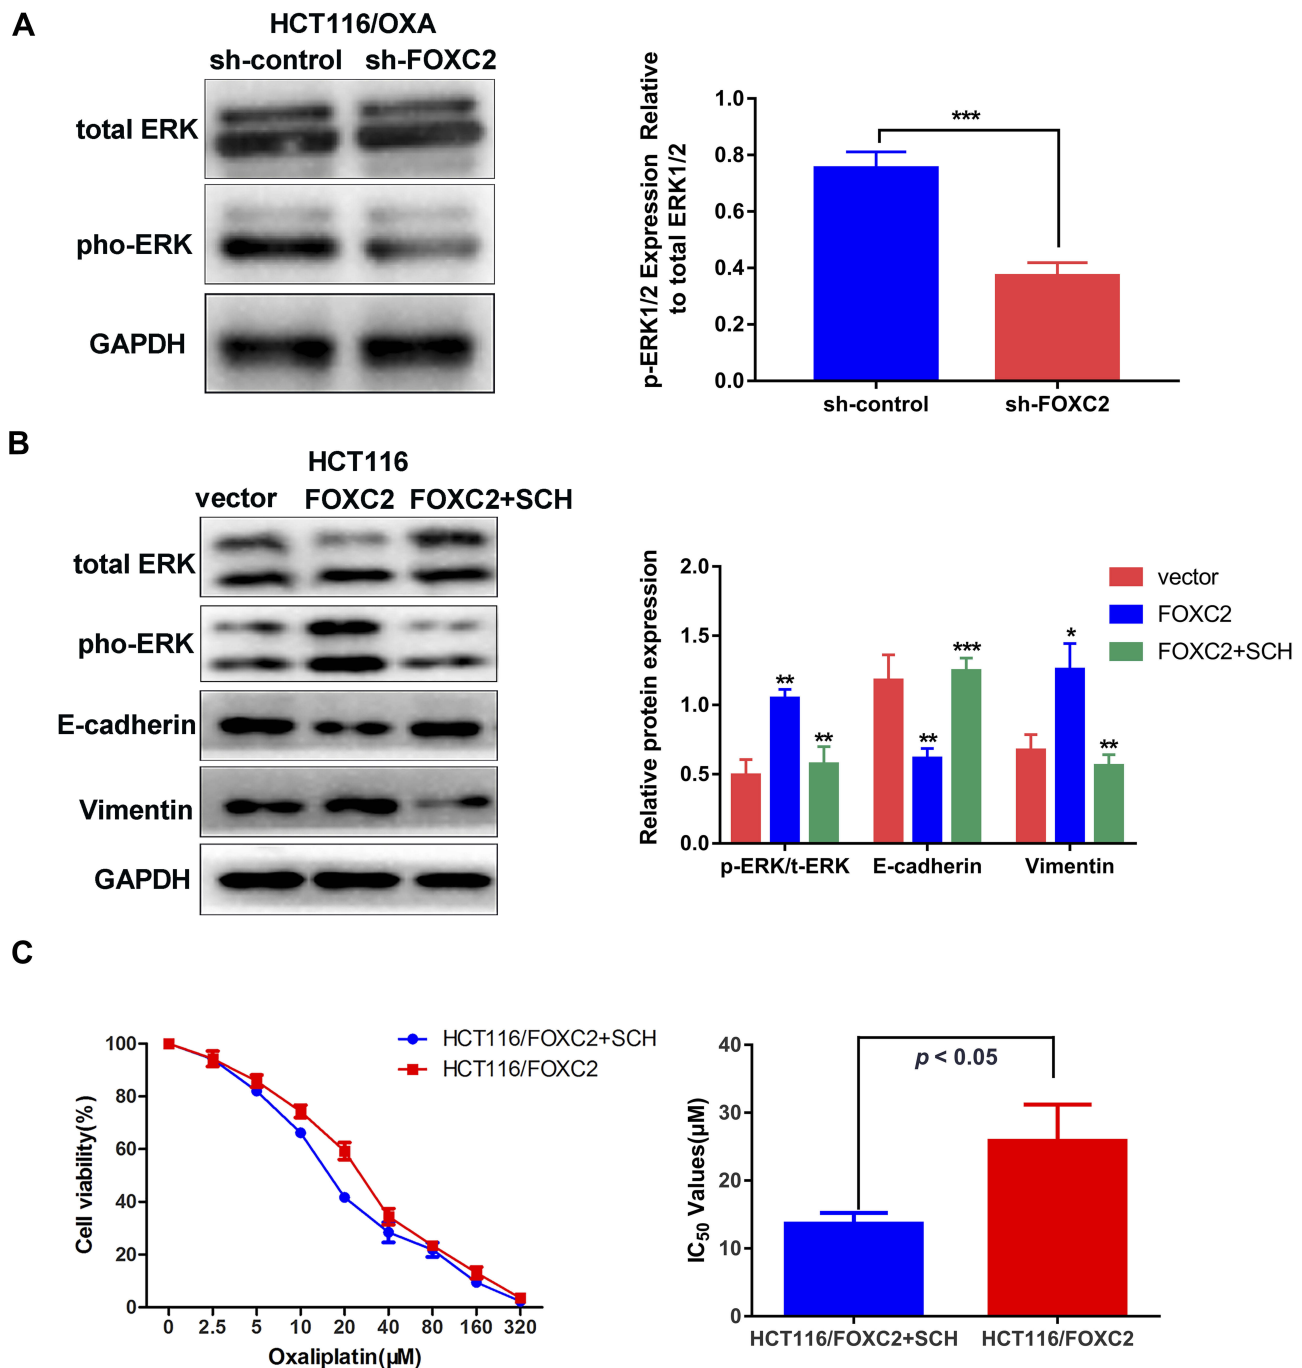 A
HCT116/OXA
sh-control sh-FOXC2
total ERK
pho-ERK
GAPDH
p-ERK1/2 Expression Relative
to total ERK1/2
1.0
0.8
0.6
0.4
0.2
0.0
***
sh-control sh-FOXC2
B
HCT116
vector FOXC2 FOXC2+SCH
total ERK
pho-ERK
E-cadherin
Vimentin
GAPDH
Relative protein expression
2.0
1.5
1.0
0.5
0.0
** ** ** *** * **
p-ERK/t-ERK E-cadherin Vimentin
vector
FOXC2
FOXC2+SCH
C
Cell viability(%)
100
80
60
40
20
0
0 2.5 5 10 20 40 80 160 320
Oxaliplatin(µM)
HCT116/FOXC2+SCH
HCT116/FOXC2
IC50 Values(µM)
40
30
20
10
0
p < 0.05
HCT116/FOXC2+SCH HCT116/FOXC2